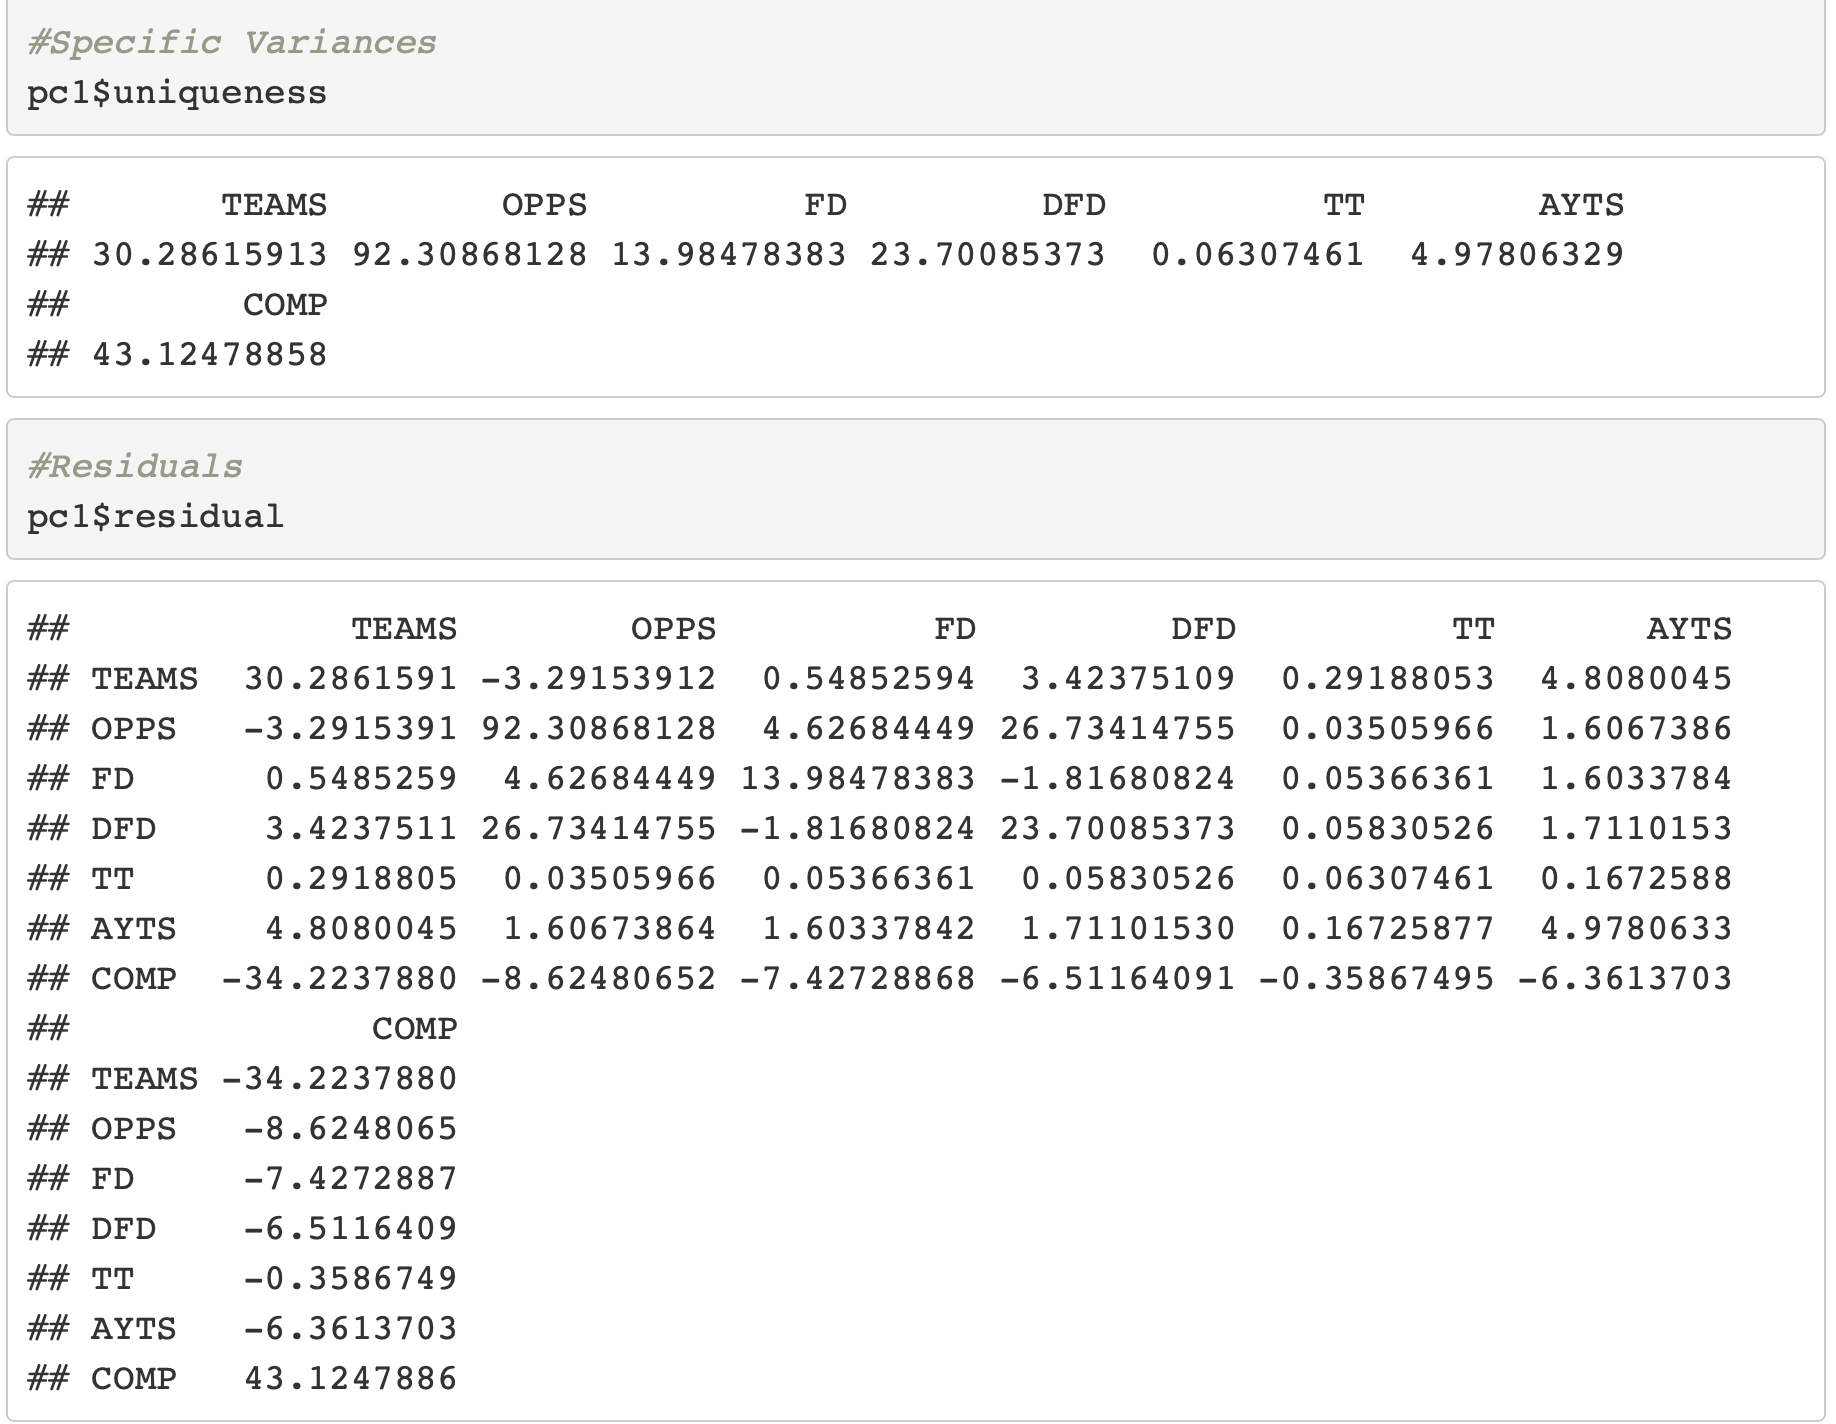 #Specific Variances
pc1$uniqueness
## TEAMS OPPS FD DFD TT AYTS
## 30.28615913 92.30868128 13.98478383 23.70085373 0.06307461 4.97806329
## COMP
## 43.12478858
#Residuals
pc1$residual
## TEAMS OPPS FD DFD TT AYTS
## TEAMS 30.2861591 -3.29153912 0.54852594 3.42375109 0.29188053 4.8080045
## OPPS -3.2915391 92.30868128 4.62684449 26.73414755 0.03505966 1.6067386
## FD 0.5485259 4.62684449 13.98478383 -1.81680824 0.05366361 1.6033784
## DFD 3.4237511 26.73414755 -1.81680824 23.70085373 0.05830526 1.7110153
## TT 0.2918805 0.03505966 0.05366361 0.05830526 0.06307461 0.1672588
## AYTS 4.8080045 1.60673864 1.60337842 1.71101530 0.16725877 4.9780633
## COMP -34.2237880 -8.62480652 -7.42728868 -6.51164091 -0.35867495 -6.3613703
## COMP
## TEAMS -34.2237880
## OPPS -8.6248065
## FD -7.4272887
## DFD -6.5116409
## TT -0.3586749
## AYTS -6.3613703
## COMP 43.1247886